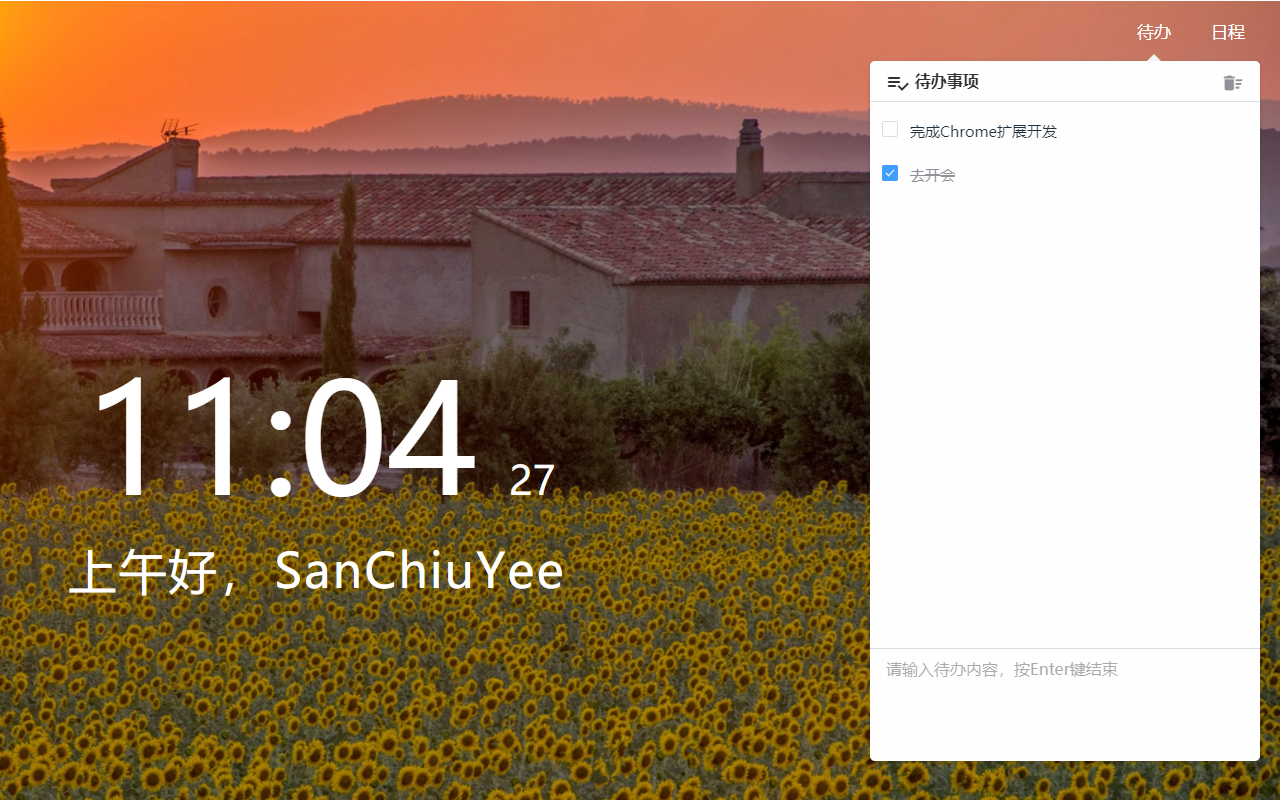 待办 日程
待办事项
完成Chrome扩展开发
去开会
11:04 27
上午好，SanChiuYee
请输入待办内容，按Enter键结束